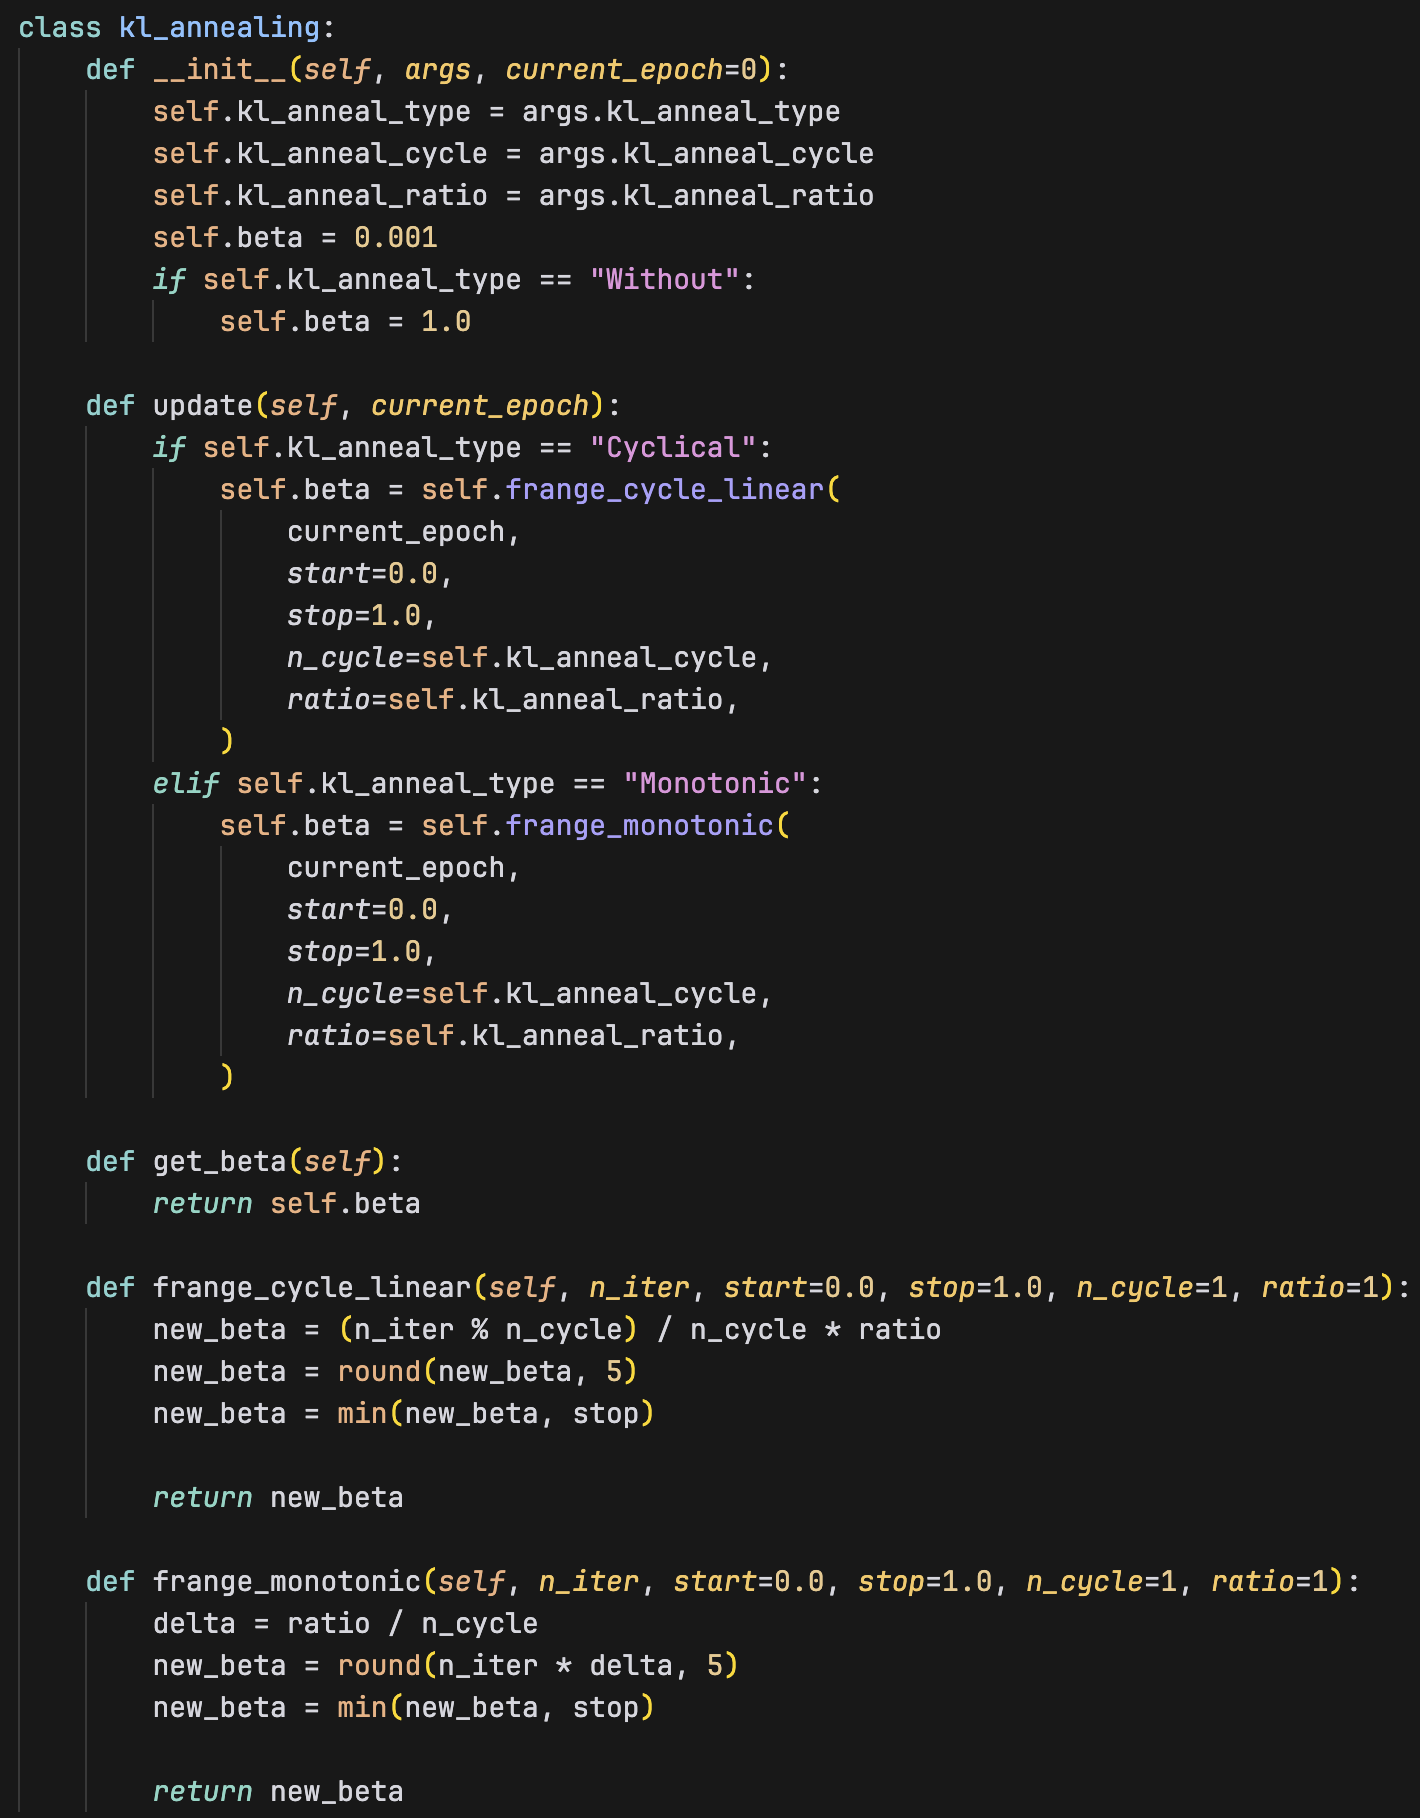 class kl_annealing:
    def __init__(self, args, current_epoch=0):
        self.kl_anneal_type = args.kl_anneal_type
        self.kl_anneal_cycle = args.kl_anneal_cycle
        self.kl_anneal_ratio = args.kl_anneal_ratio
        self.beta = 0.001
        if self.kl_anneal_type == "Without":
            self.beta = 1.0

    def update(self, current_epoch):
        if self.kl_anneal_type == "Cyclical":
            self.beta = self.frange_cycle_linear(
                current_epoch,
                start=0.0,
                stop=1.0,
                n_cycle=self.kl_anneal_cycle,
                ratio=self.kl_anneal_ratio,
            )
        elif self.kl_anneal_type == "Monotonic":
            self.beta = self.frange_monotonic(
                current_epoch,
                start=0.0,
                stop=1.0,
                n_cycle=self.kl_anneal_cycle,
                ratio=self.kl_anneal_ratio,
            )

    def get_beta(self):
        return self.beta

    def frange_cycle_linear(self, n_iter, start=0.0, stop=1.0, n_cycle=1, ratio=1):
        new_beta = (n_iter % n_cycle) / n_cycle * ratio
        new_beta = round(new_beta, 5)
        new_beta = min(new_beta, stop)

        return new_beta

    def frange_monotonic(self, n_iter, start=0.0, stop=1.0, n_cycle=1, ratio=1):
        delta = ratio / n_cycle
        new_beta = round(n_iter * delta, 5)
        new_beta = min(new_beta, stop)

        return new_beta